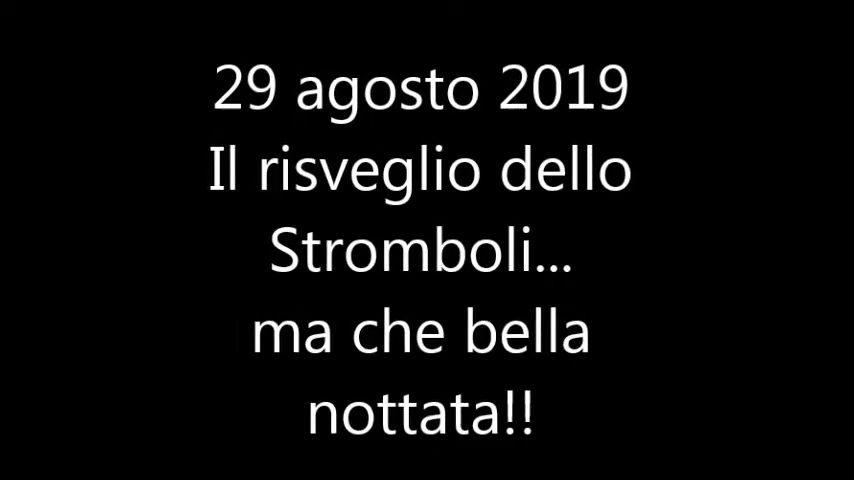 29 agosto 2019
Il risveglio dello
Stromboli...
ma che bella
nottata!!